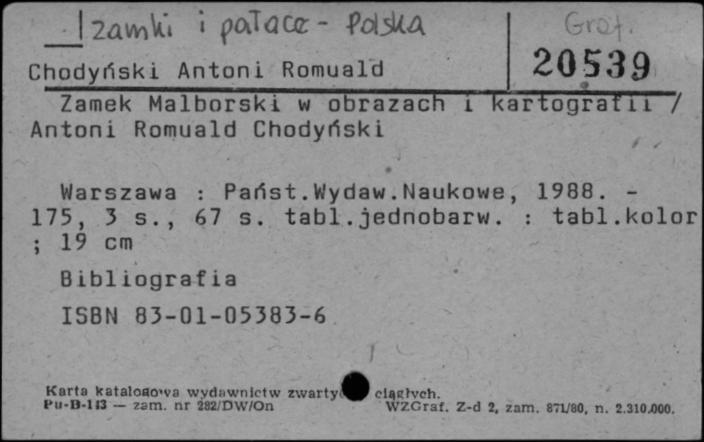 zamki i pałace - Polska
Graf.
Chodyński Antoni Romuald
20539
Zamek Malborski w obrazach i kartografii /
Antoni Romuald Chodyński
Warszawa : Państ.Wydaw.Naukowe, 1988. -
175, 3 s., 67 s. tabl.jednobarw. : tabl.kolor
; 19 cm
Bibliografia
ISBN 83-01-05383-6
Karta katalogowa wydawnictw ciągłych.
Pu-B-143 — zam. nr 282/DW/On WZGraf. Z-d 2, zam. 871/80, n. 2.310.000.